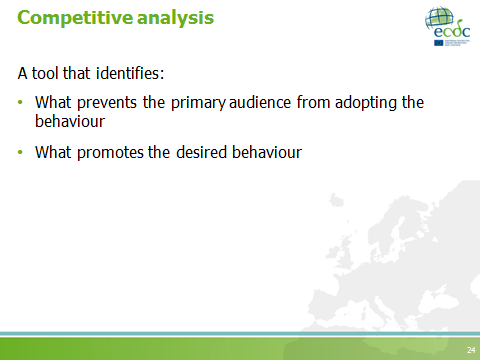 Competitive analysis
ecdc
A tool that identifies:
• What prevents the primary audience from adopting the
behaviour
• What promotes the desired behaviour
24